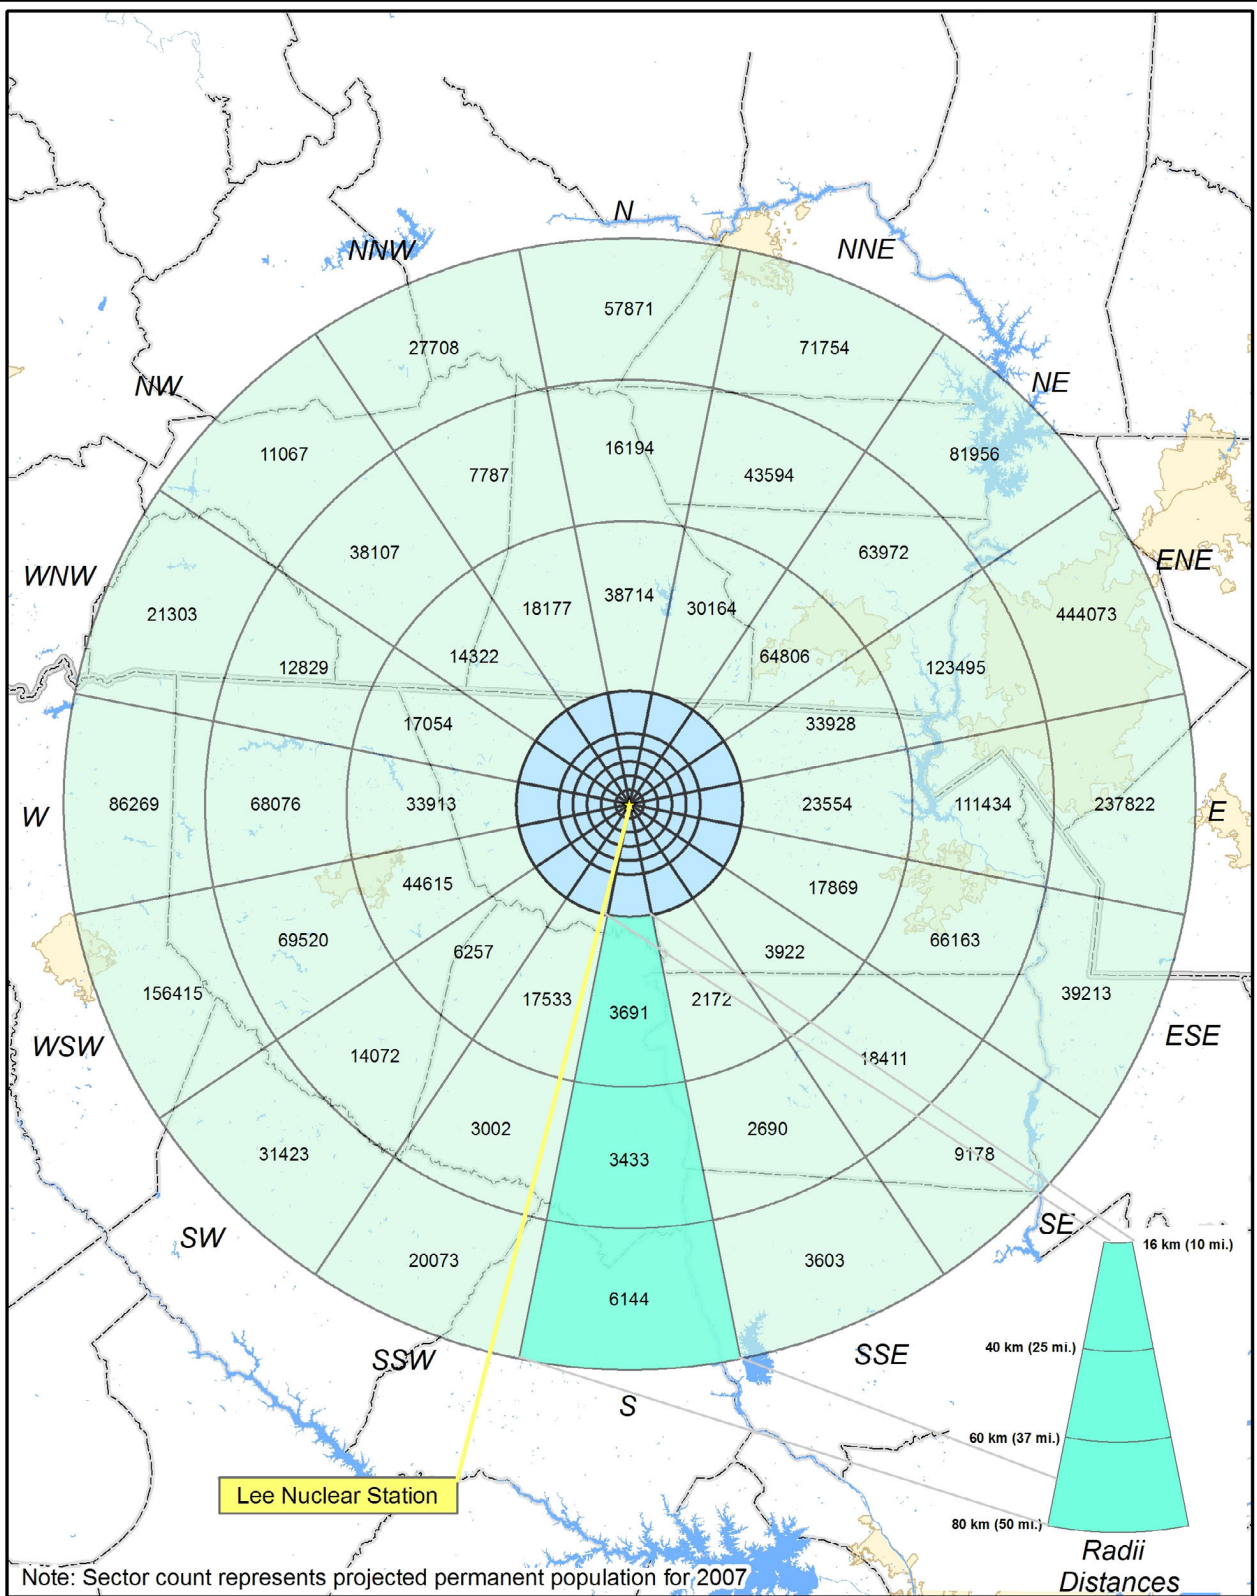 N
NNW
NNE
57871
27708
71754
NW
NE
11067
16194
81956
7787
43594
38107
63972
WNW
ENE
18177
38714
30164
21303
444073
14322
64806
12829
123495
17054
33928
W
86269
68076
33913
23554
111434
237822
E
44615
17869
69520
6257
3922
66163
156415
17533
3691
2172
39213
WSW
ESE
14072
18411
3002
2690
31423
3433
9178
SW
SE
16 km (10 mi.)
20073
3603
6144
40 km (25 mi.)
SSW
SSE
S
60 km (37 mi.)
Lee Nuclear Station
80 km (50 mi.)
Radii
Distances
Note: Sector count represents projected permanent population for 2007